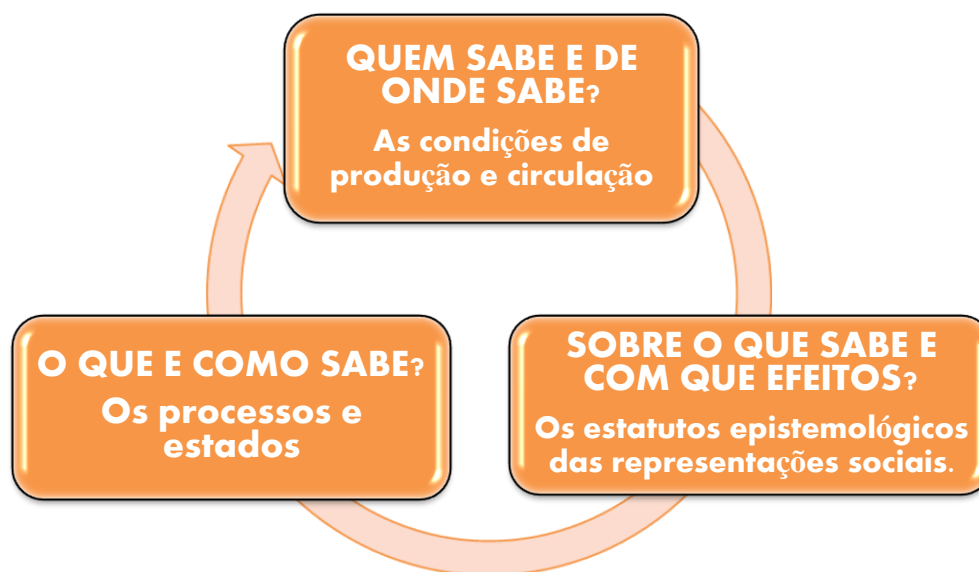 QUEM SABE E DE
ONDE SABE?
As condições de
produção e circulação
O QUE E COMO SABE?
Os processos e
estados
SOBRE O QUE SABE E
COM QUE EFEITOS?
Os estatutos epistemológicos
das representações sociais.